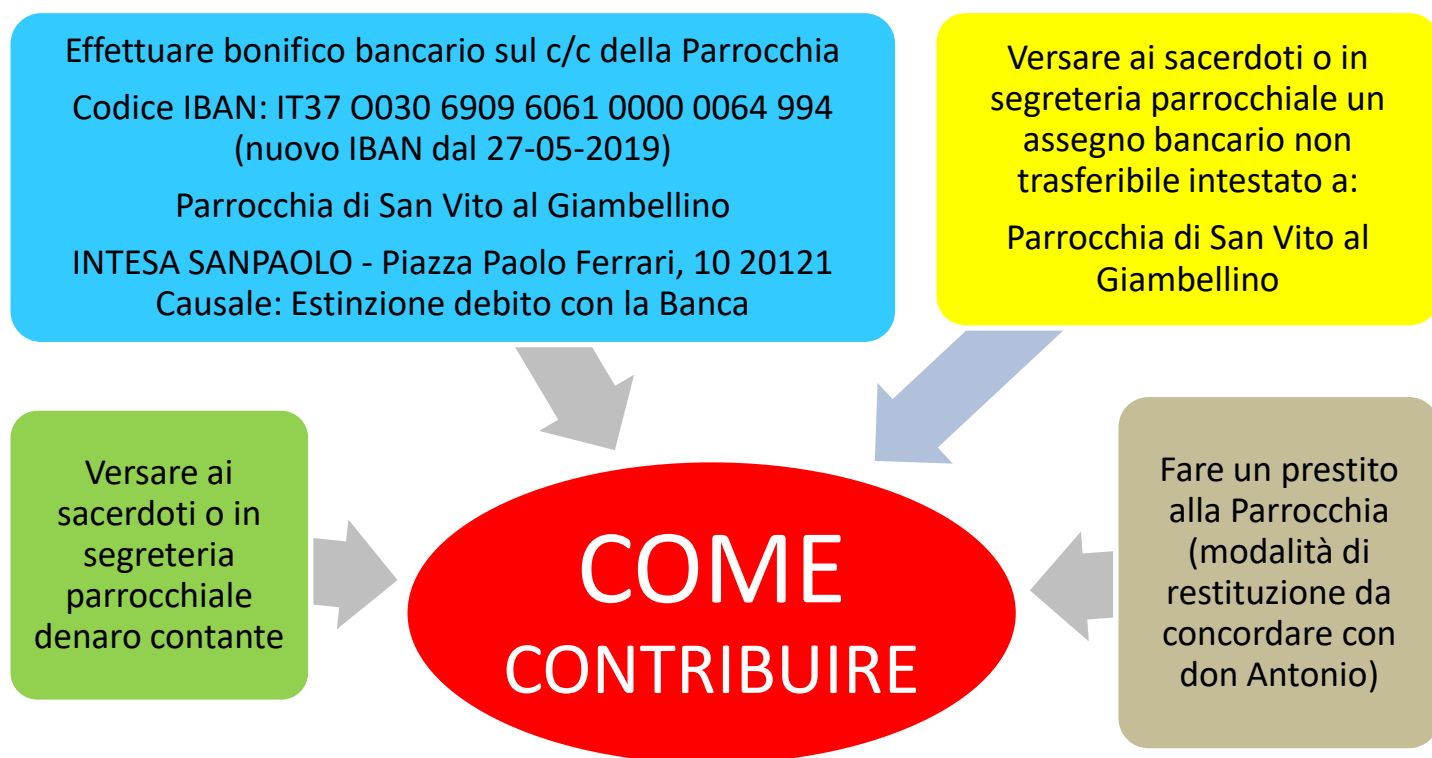 Effettuare bonifico bancario sul c/c della Parrocchia
Codice IBAN: IT37 O030 6909 6061 0000 0064 994
(nuovo IBAN dal 27-05-2019)
Parrocchia di San Vito al Giambellino
INTESA SANPAOLO - Piazza Paolo Ferrari, 10 20121
Causale: Estinzione debito con la Banca
Versare ai sacerdoti o in
segreteria parrocchiale un
assegno bancario non
trasferibile intestato a:
Parrocchia di San Vito al
Giambellino
Versare ai
sacerdoti o in
segreteria
parrocchiale
denaro contante
COME
CONTRIBUIRE
Fare un prestito
alla Parrocchia
(modalità di
restituzione da
concordare con
don Antonio)